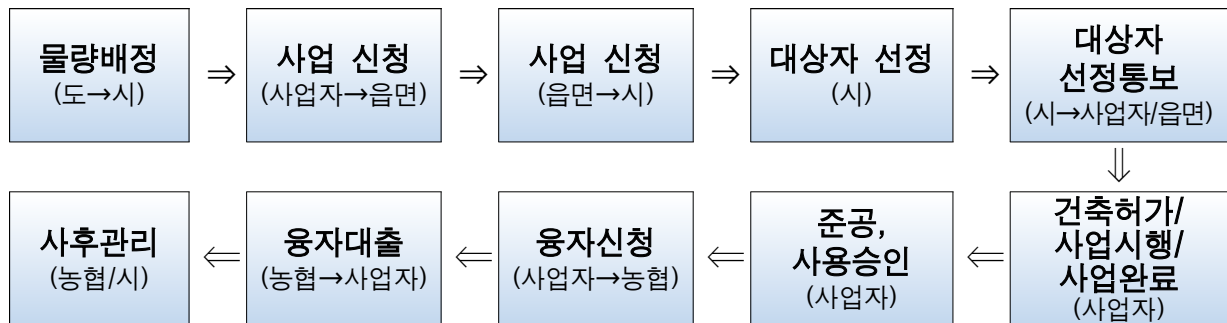 물량배정
(도→시)
⇒
사업 신청
(사업자→읍면)
⇒
사업 신청
(읍면→시)
⇒
대상자 선정
(시)
⇒
대상자
선정통보
(시→사업자/읍면)
⇓
건축허가/
사업시행/
사업완료
(사업자)
⇐
준공,
사용승인
(사업자)
⇐
융자신청
(사업자→농협)
⇐
융자대출
(농협→사업자)
⇐
사후관리
(농협/시)